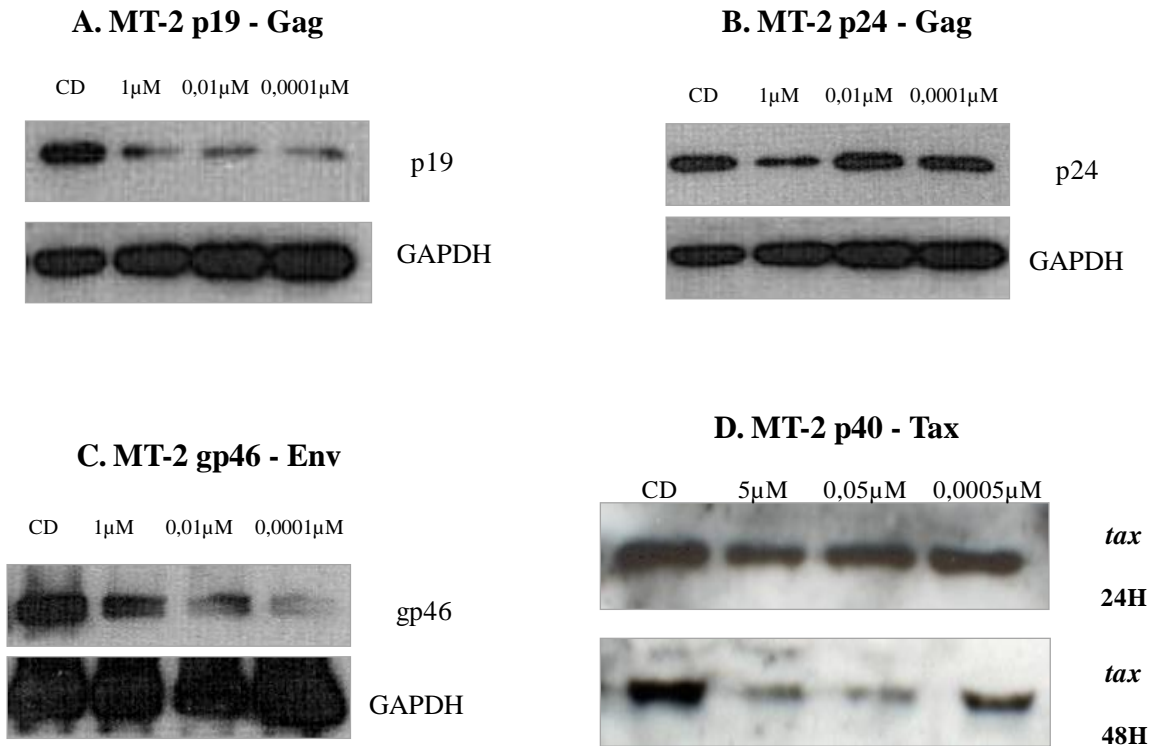 A. MT-2 p19 - Gag
CD 1µM 0,01µM 0,0001µM
p19
GAPDH
B. MT-2 p24 - Gag
CD 1µM 0,01µM 0,0001µM
p24
GAPDH
C. MT-2 gp46 - Env
CD 1µM 0,01µM 0,0001µM
gp46
GAPDH
D. MT-2 p40 - Tax
CD 5µM 0,05µM 0,0005µM
tax
24H
tax
48H